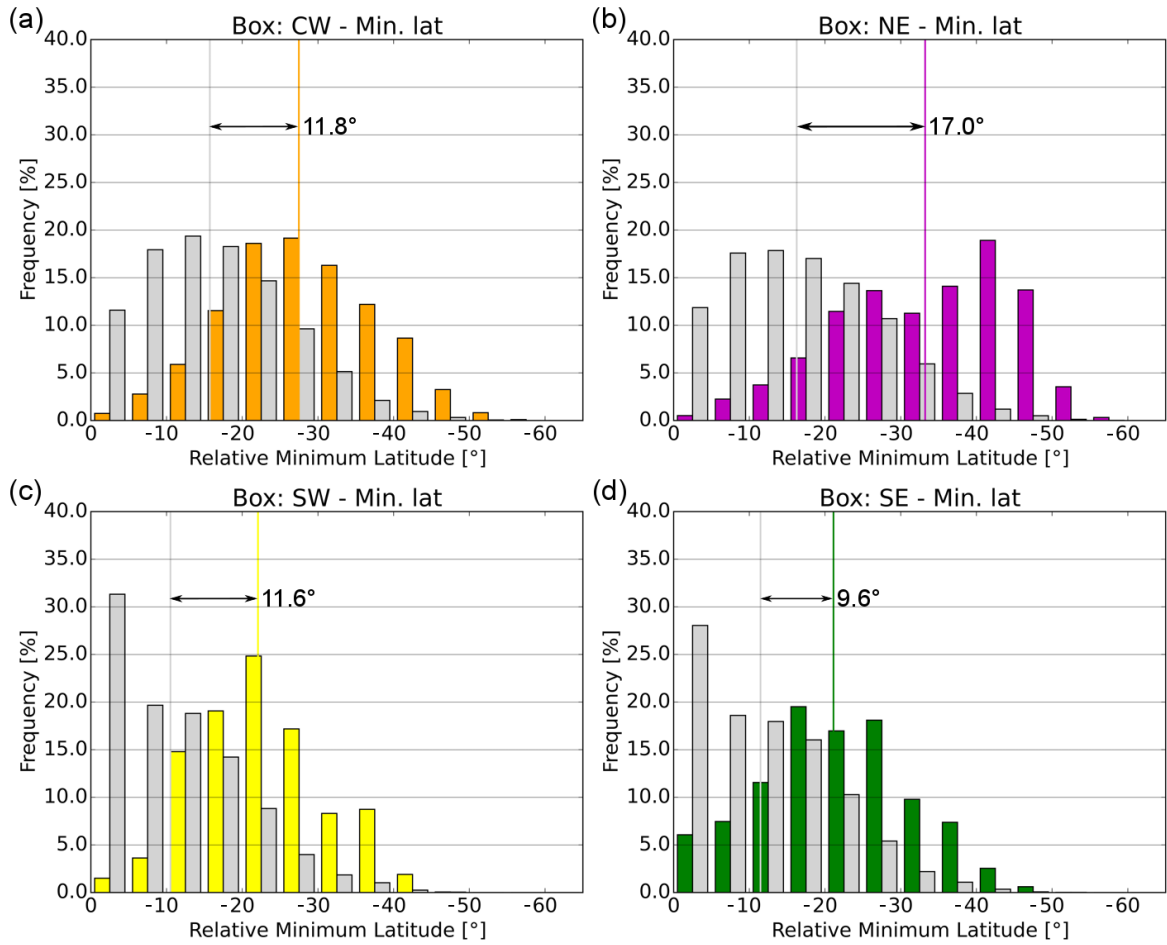 (a)
Box: CW - Min. lat
40.0
35.0
30.0
25.0
20.0
15.0
10.0
5.0
0.0
Frequency [%]
11.8°
0 -10 -20 -30 -40 -50 -60
Relative Minimum Latitude [°]
(b)
Box: NE - Min. lat
40.0
35.0
30.0
25.0
20.0
15.0
10.0
5.0
0.0
Frequency [%]
17.0°
0 -10 -20 -30 -40 -50 -60
Relative Minimum Latitude [°]
(c)
Box: SW - Min. lat
40.0
35.0
30.0
25.0
20.0
15.0
10.0
5.0
0.0
Frequency [%]
11.6°
0 -10 -20 -30 -40 -50 -60
Relative Minimum Latitude [°]
(d)
Box: SE - Min. lat
40.0
35.0
30.0
25.0
20.0
15.0
10.0
5.0
0.0
Frequency [%]
9.6°
0 -10 -20 -30 -40 -50 -60
Relative Minimum Latitude [°]